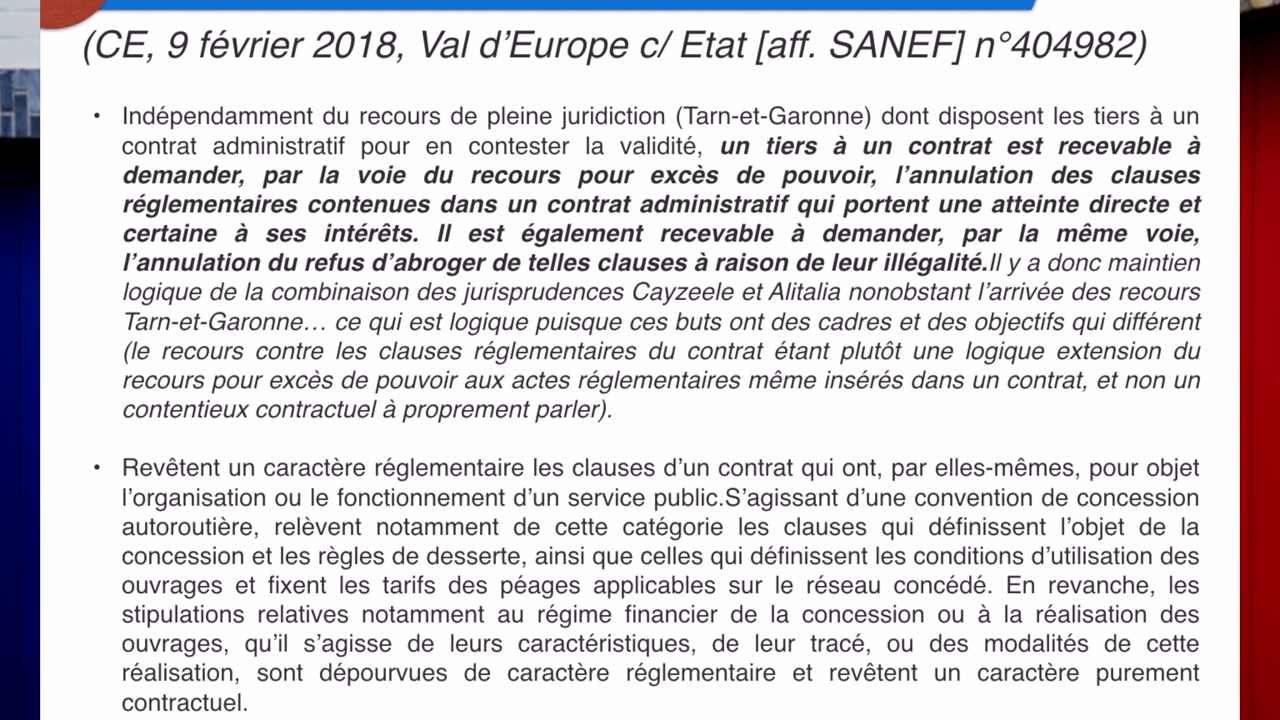 (CE, 9 février 2018, Val d’Europe c/ Etat [aff. SANEF] n°404982)
• Indépendamment du recours de pleine juridiction (Tarn-et-Garonne) dont disposent les tiers à un
contrat administratif pour en contester la validité, un tiers à un contrat est recevable à
demander, par la voie du recours pour excès de pouvoir, l’annulation des clauses
réglementaires contenues dans un contrat administratif qui portent une atteinte directe et
certaine à ses intérêts. Il est également recevable à demander, par la même voie,
l’annulation du refus d’abroger de telles clauses à raison de leur illégalité.Il y a donc maintien
logique de la combinaison des jurisprudences Cayzeele et Alitalia nonobstant l’arrivée des recours
Tarn-et-Garonne… ce qui est logique puisque ces buts ont des cadres et des objectifs qui différent
(le recours contre les clauses réglementaires du contrat étant plutôt une logique extension du
recours pour excès de pouvoir aux actes réglementaires même insérés dans un contrat, et non un
contentieux contractuel à proprement parler).
• Revêtent un caractère réglementaire les clauses d’un contrat qui ont, par elles-mêmes, pour objet
l’organisation ou le fonctionnement d’un service public.S’agissant d’une convention de concession
autoroutière, relèvent notamment de cette catégorie les clauses qui définissent l’objet de la
concession et les règles de desserte, ainsi que celles qui définissent les conditions d’utilisation des
ouvrages et fixent les tarifs des péages applicables sur le réseau concédé. En revanche, les
stipulations relatives notamment au régime financier de la concession ou à la réalisation des
ouvrages, qu’il s’agisse de leurs caractéristiques, de leur tracé, ou des modalités de cette
réalisation, sont dépourvues de caractère réglementaire et revêtent un caractère purement
contractuel.